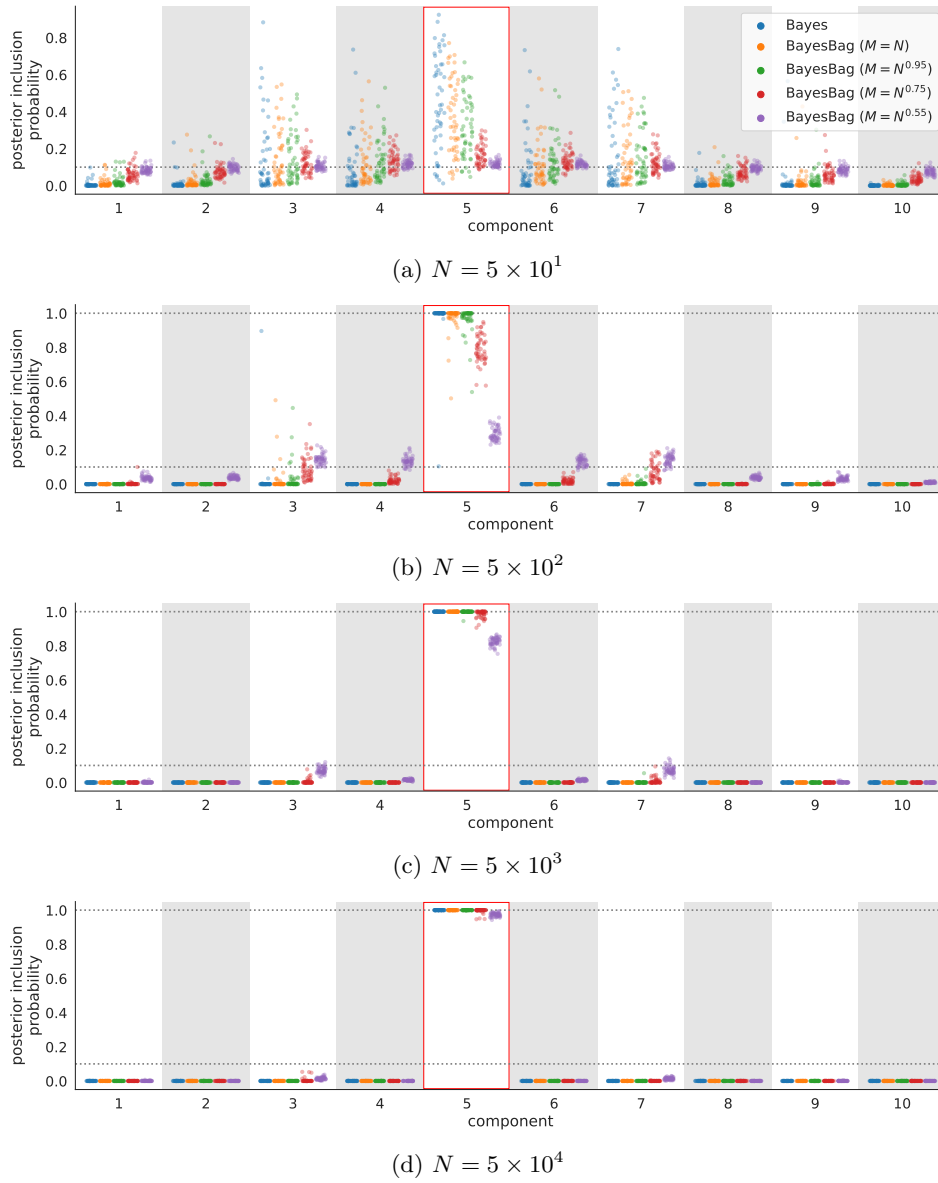 0.8
0.6
0.4
0.2
0.0
posterior inclusion
probability
Bayes
BayesBag (M = N)
BayesBag (M = N^0.95)
BayesBag (M = N^0.75)
BayesBag (M = N^0.55)
1 2 3 4 5 6 7 8 9 10
component
(a) N = 5 × 10^1
1.0
0.8
0.6
0.4
0.2
0.0
posterior inclusion
probability
1 2 3 4 5 6 7 8 9 10
component
(b) N = 5 × 10^2
1.0
0.8
0.6
0.4
0.2
0.0
posterior inclusion
probability
1 2 3 4 5 6 7 8 9 10
component
(c) N = 5 × 10^3
1.0
0.8
0.6
0.4
0.2
0.0
posterior inclusion
probability
1 2 3 4 5 6 7 8 9 10
component
(d) N = 5 × 10^4